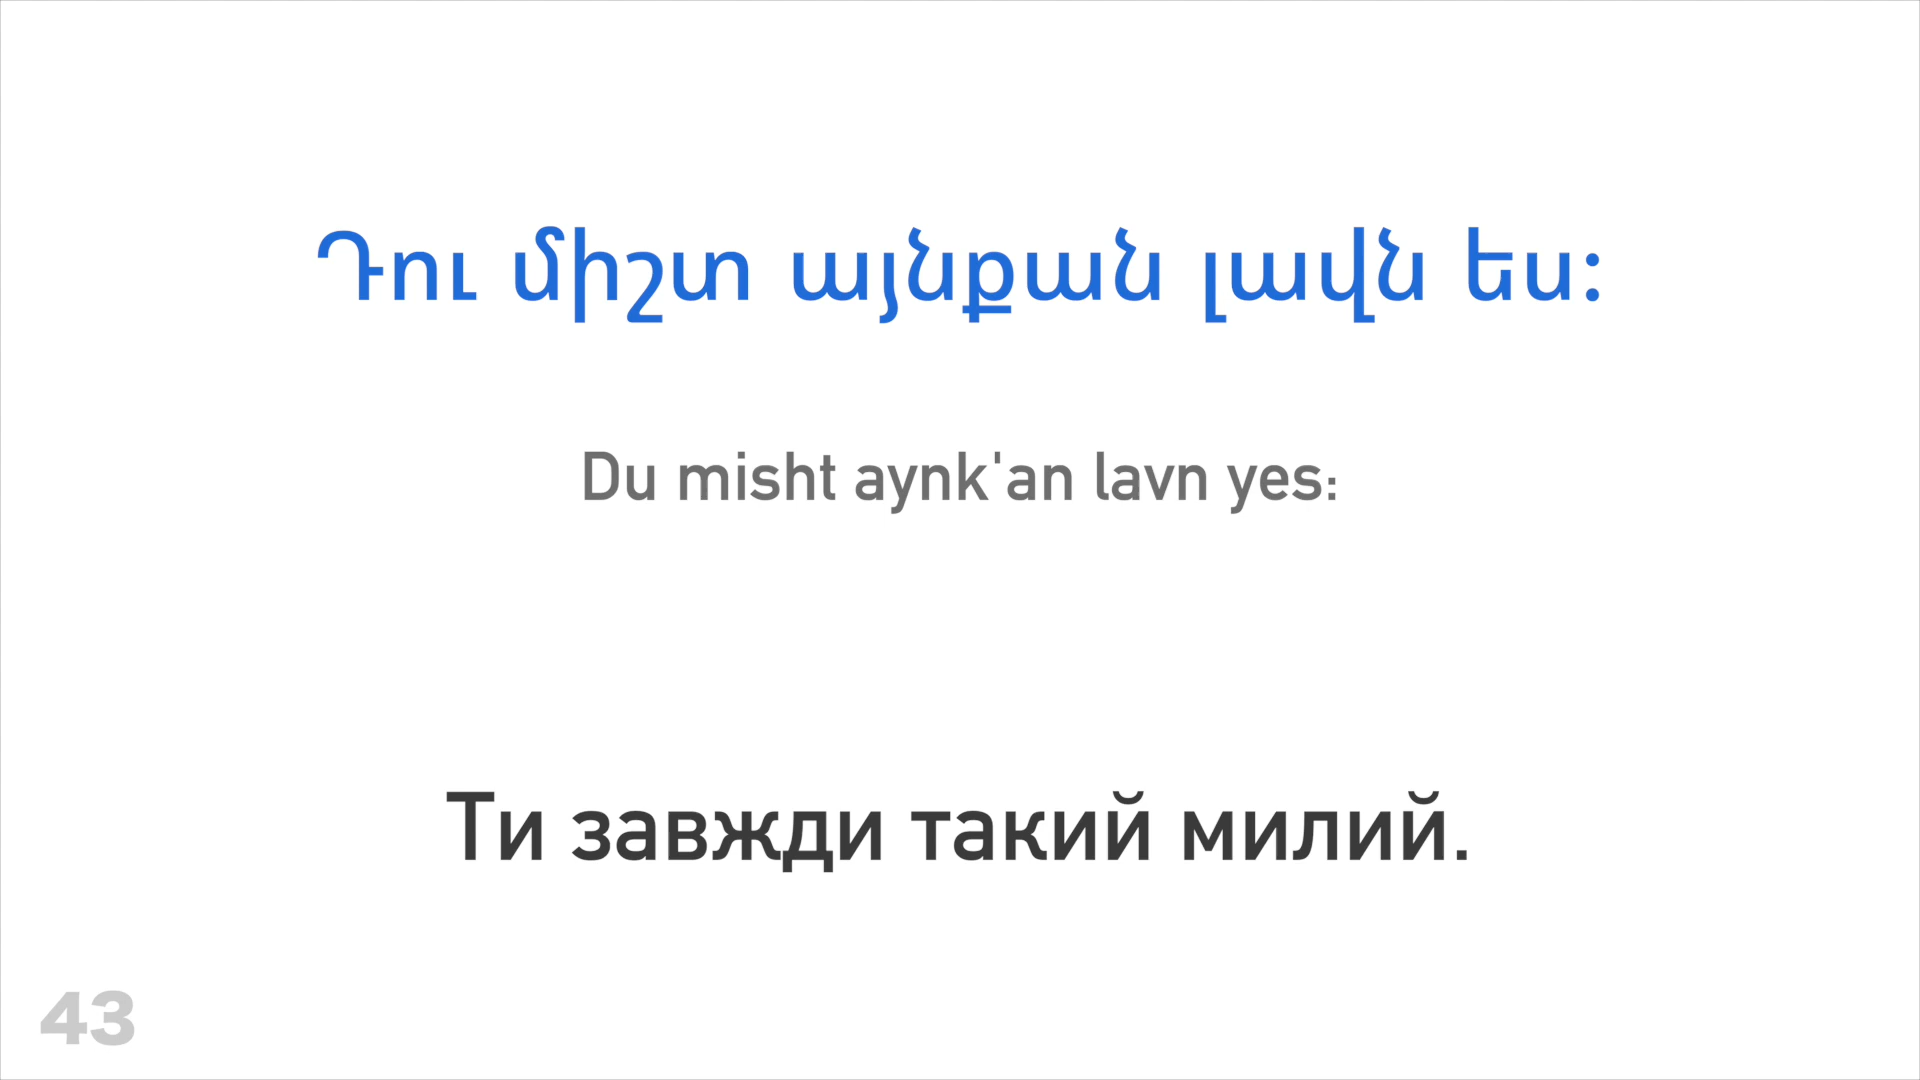 Դու միշտ այնքան լավն ես:
Du misht aynk'an lavn yes:
Ти завжди такий милий.
43